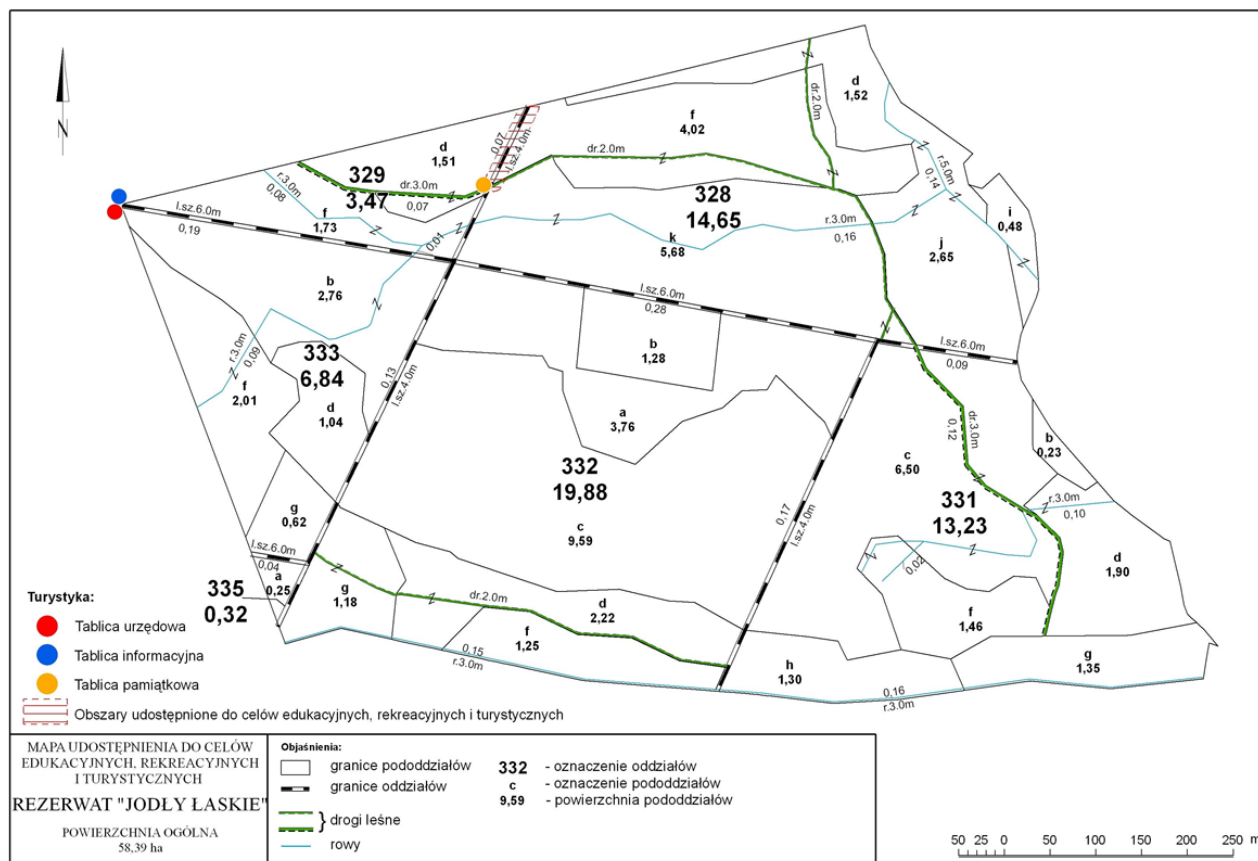 N
d
1,52
f
4,02
dr.2.0m
0,07
l.sz.4.0m
d
1,51
dr.2.0m
r.5.0m
0,14
329
3,47
dr.3.0m
0,07
r.3.0m
0,08
328
14,65
i
0,48
l.sz.6.0m
0,19
f
1,73
0,01
k
5,68
r.3.0m
0,16
j
2,65
b
2,76
l.sz.6.0m
0,28
l.sz.6.0m
0,09
b
1,28
r.3.0m
0,09
333
6,84
f
2,01
d
1,04
0,13
l.sz.4.0m
a
3,76
dr.3.0m
0,12
b
0,23
c
6,50
332
19,88
331
13,23
r.3.0m
0,10
g
0,62
c
9,59
0,17
l.sz.4.0m
l.sz.6.0m
0,04
0,02
d
1,90
a
0,25
335
0,32
g
1,18
dr.2.0m
d
2,22
f
1,25
f
1,46
0,15
r.3.0m
h
1,30
g
1,35
0,16
r.3.0m
Turystyka:
Tablica urzędowa
Tablica informacyjna
Tablica pamiątkowa
Obszary udostępnione do celów edukacyjnych, rekreacyjnych i turystycznych
MAPA UDOSTĘPNIENIA DO CELÓW
EDUKACYJNYCH, REKREACYJNYCH
I TURYSTYCZNYCH
REZERWAT "JODŁY ŁASKIE"
POWIERZCHNIA OGÓLNA
58,39 ha
Objaśnienia:
granice pododdziałów
granice oddziałów
drogi leśne
rowy
332 - oznaczenie oddziałów
c - oznaczenie pododdziałów
9,59 - powierzchnia pododdziałów
50 25 0 50 100 150 200 250 m